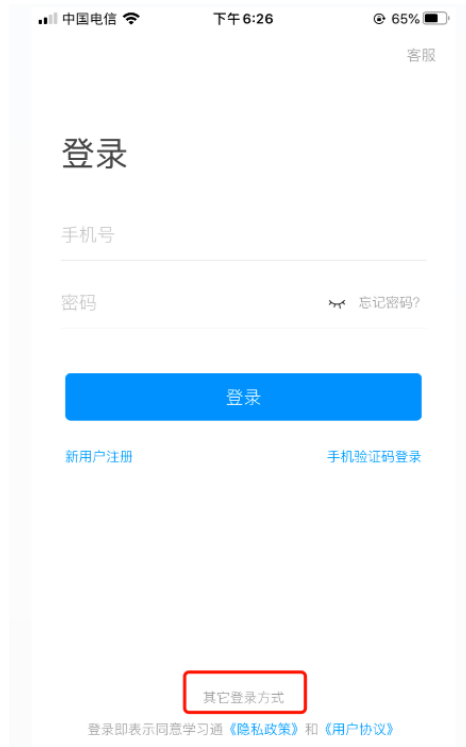 中国电信 下午6:26 65%
客服
登录
手机号
密码 忘记密码?
登录
新用户注册 手机验证码登录
其它登录方式
登录即表示同意学习通《隐私政策》和《用户协议》